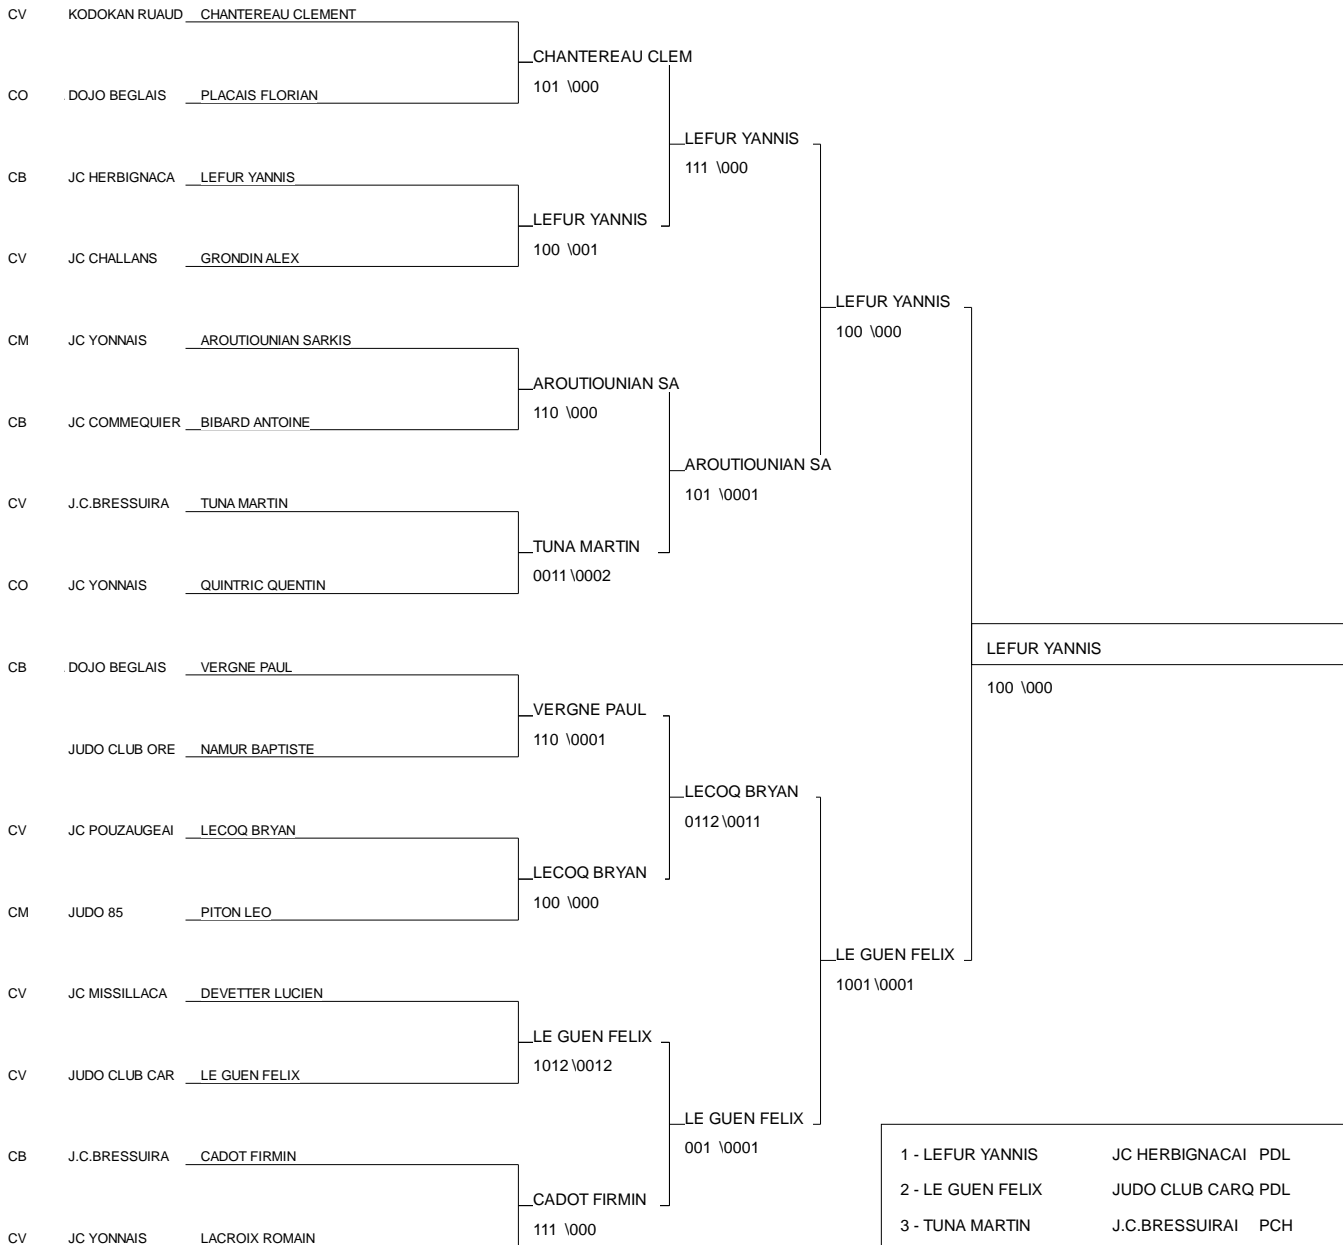 CV KODOKAN RUAUD CHANTEREAU CLEMENT
CHANTEREAU CLEM
101 \000
CO DOJO BEGLAIS PLACAIS FLORIAN
LEFUR YANNIS
111 \000
CB JC HERBIGNACA LEFUR YANNIS
LEFUR YANNIS
100 \001
CV JC CHALLANS GRONDIN ALEX
LEFUR YANNIS
100 \000
CM JC YONNAIS AROUTIOUNIAN SARKIS
AROUTIOUNIAN SA
110 \000
CB JC COMMEQUIER BIBARD ANTOINE
AROUTIOUNIAN SA
101 \0001
CV J.C.BRESSUIRA TUNA MARTIN
TUNA MARTIN
0011 \0002
CO JC YONNAIS QUINTRIC QUENTIN
LEFUR YANNIS
100 \000
CB DOJO BEGLAIS VERGNE PAUL
VERGNE PAUL
110 \0001
JUDO CLUB ORE NAMUR BAPTISTE
LECOQ BRYAN
0112 \0011
CV JC POUZAUGEAI LECOQ BRYAN
LECOQ BRYAN
100 \000
CM JUDO 85 PITON LEO
LE GUEN FELIX
1001 \0001
CV JC MISSILLACA DEVETTER LUCIEN
LE GUEN FELIX
1012 \0012
CV JUDO CLUB CAR LE GUEN FELIX
LE GUEN FELIX
001 \0001
CB J.C.BRESSUIRA CADOT FIRMIN
CADOT FIRMIN
111 \000
CV JC YONNAIS LACROIX ROMAIN
1 - LEFUR YANNIS JC HERBIGNACAI PDL
2 - LE GUEN FELIX JUDO CLUB CARQ PDL
3 - TUNA MARTIN J.C.BRESSUIRAI PCH